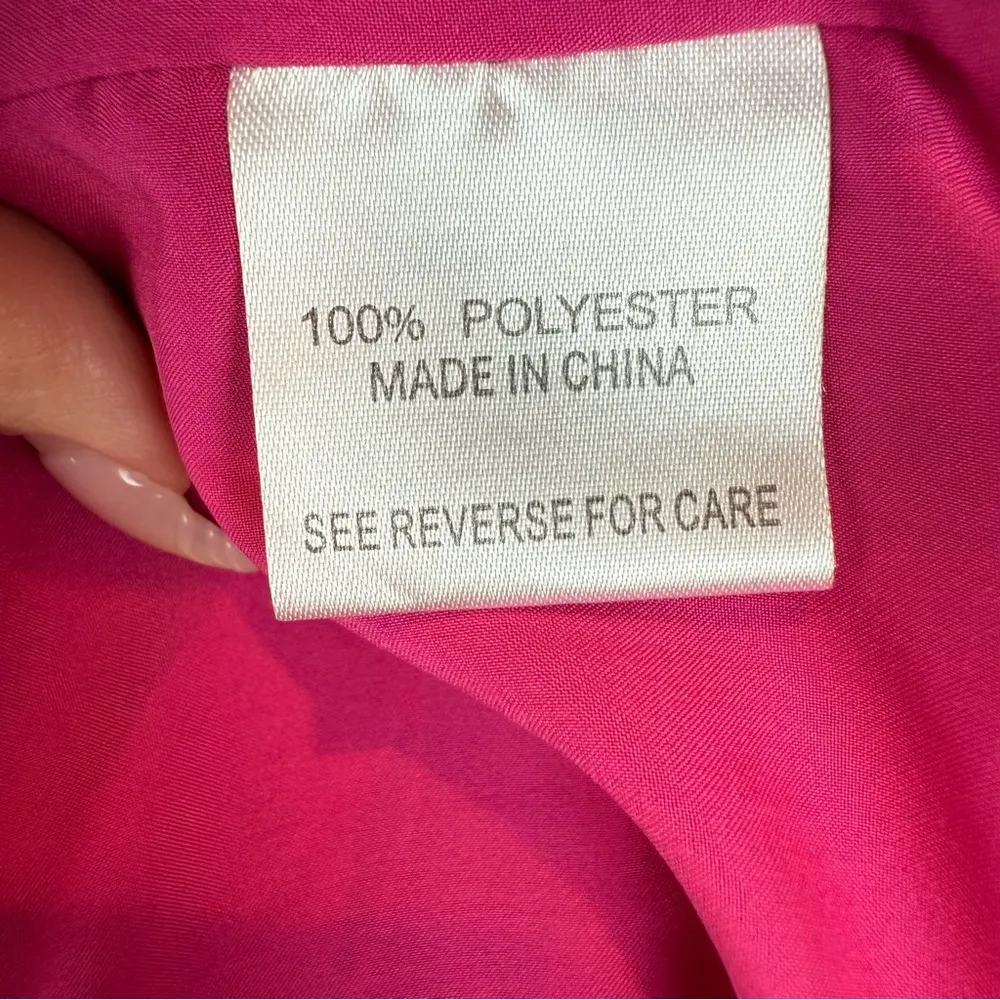 100% POLYESTER
MADE IN CHINA
SEE REVERSE FOR CARE